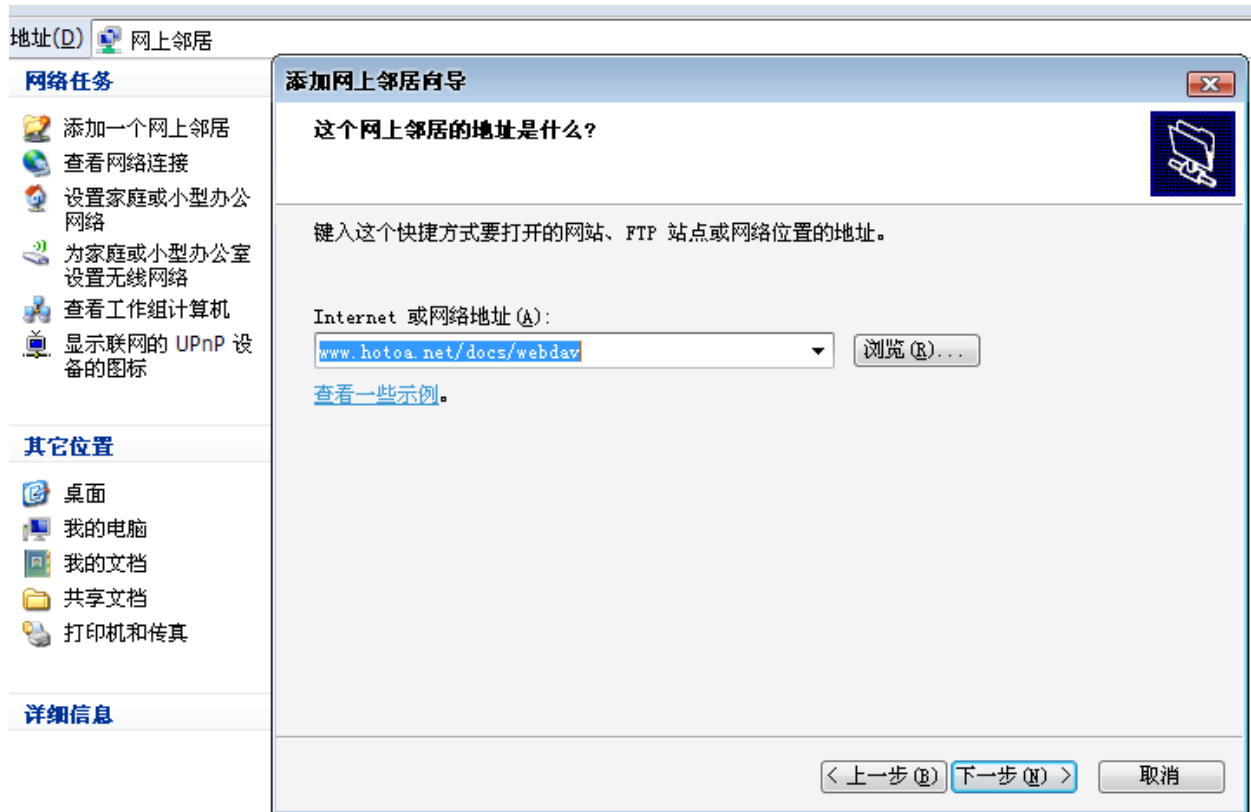 地址(D) 网上邻居
网络任务
添加一个网上邻居
查看网络连接
设置家庭或小型办公
网络
为家庭或小型办公室
设置无线网络
查看工作组计算机
显示联网的 UPnP 设
备的图标
其它位置
桌面
我的电脑
我的文档
共享文档
打印机和传真
详细信息
添加网上邻居向导
这个网上邻居的地址是什么?
键入这个快捷方式要打开的网站、FTP 站点或网络位置的地址。
Internet 或网络地址(A):
www.hotoa.net/docs/webdav
浏览(R)...
查看一些示例。
< 上一步(B) 下一步(N) > 取消